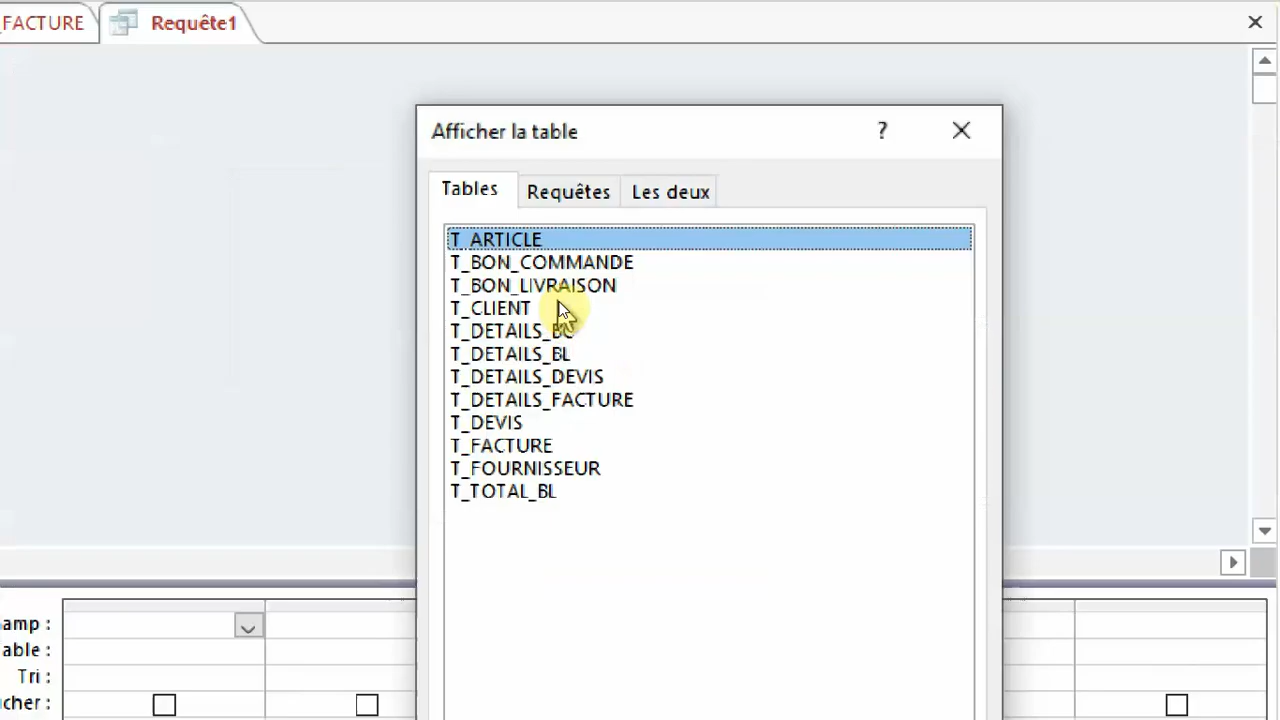 FACTURE
Requête1
Afficher la table
?
Tables
Requêtes
Les deux
T_ARTICLE
T_BON_COMMANDE
T_BON_LIVRAISON
T_CLIENT
T_DETAILS_BC
T_DETAILS_BL
T_DETAILS_DEVIS
T_DETAILS_FACTURE
T_DEVIS
T_FACTURE
T_FOURNISSEUR
T_TOTAL_BL
amp :
able :
Tri :
cher :